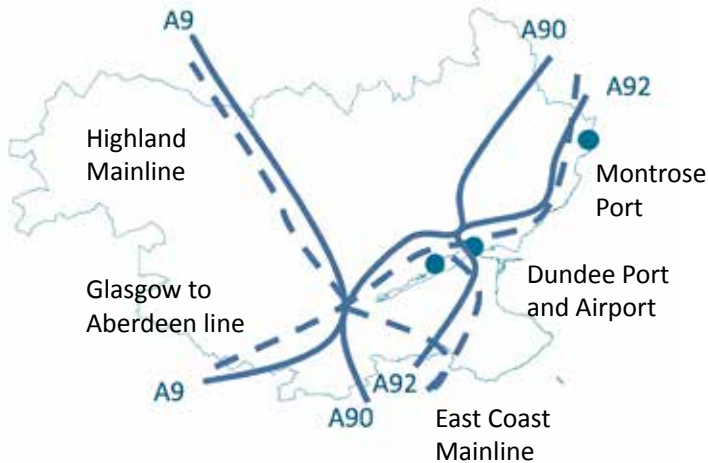 A9
A90
A92
Highland
Mainline
Montrose
Port
Dundee Port
and Airport
Glasgow to
Aberdeen line
A9
A92
A90
East Coast
Mainline